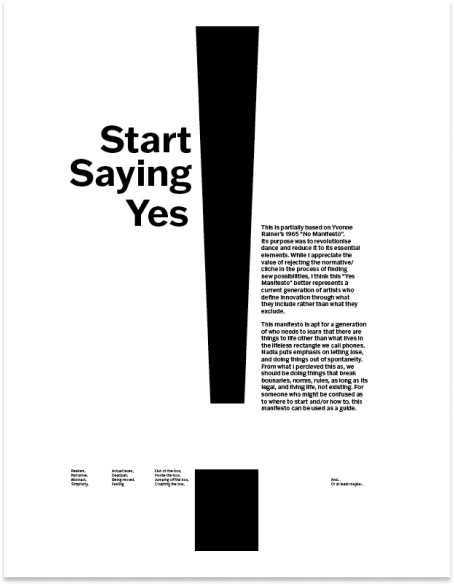 Start
Saying
Yes
This is partially based on Yvonne
Rainer's 1965 "No Manifesto".
Its purpose was to revolutionise
dance and reduce it to its essential
elements. While I appreciate the
value of rejecting the normative/
cliche in the process of finding
new possibilities, I think this "Yes
Manifesto" better represents a
current generation of artists who
define innovation through what
they include rather than what they
exclude.
This manifesto is apt for a generation
of who needs to learn that there are
things to life other than what lives in
the lifeless rectangle we call phones.
Nadia puts emphasis on letting lose,
and doing things out of spontaneity.
From what I percieved this as, we
should be doing things that break
bounaries, norms, rules, as long as its
legal, and living life, not existing. For
someone who might be confused as
to where to start and/or how to, this
manifesto can be used as a guide.
Realism,
Narrative,
Abstract,
Simplicity.
Actual faces,
Deadpan,
Being moved,
Feeling
Out of the box,
Inside the box,
Jumping off the box,
Crushing the box,
And...
Or at least maybe...